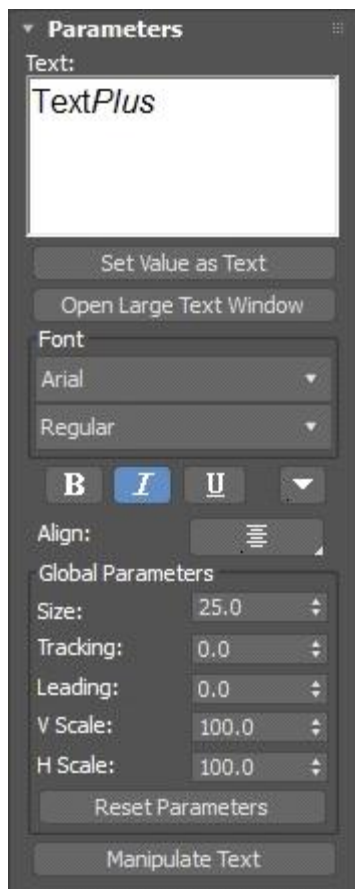 Parameters
Text:
TextPlus
Set Value as Text
Open Large Text Window
Font
Arial
Regular
B I U
Align:
Global Parameters
Size: 25.0
Tracking: 0.0
Leading: 0.0
V Scale: 100.0
H Scale: 100.0
Reset Parameters
Manipulate Text